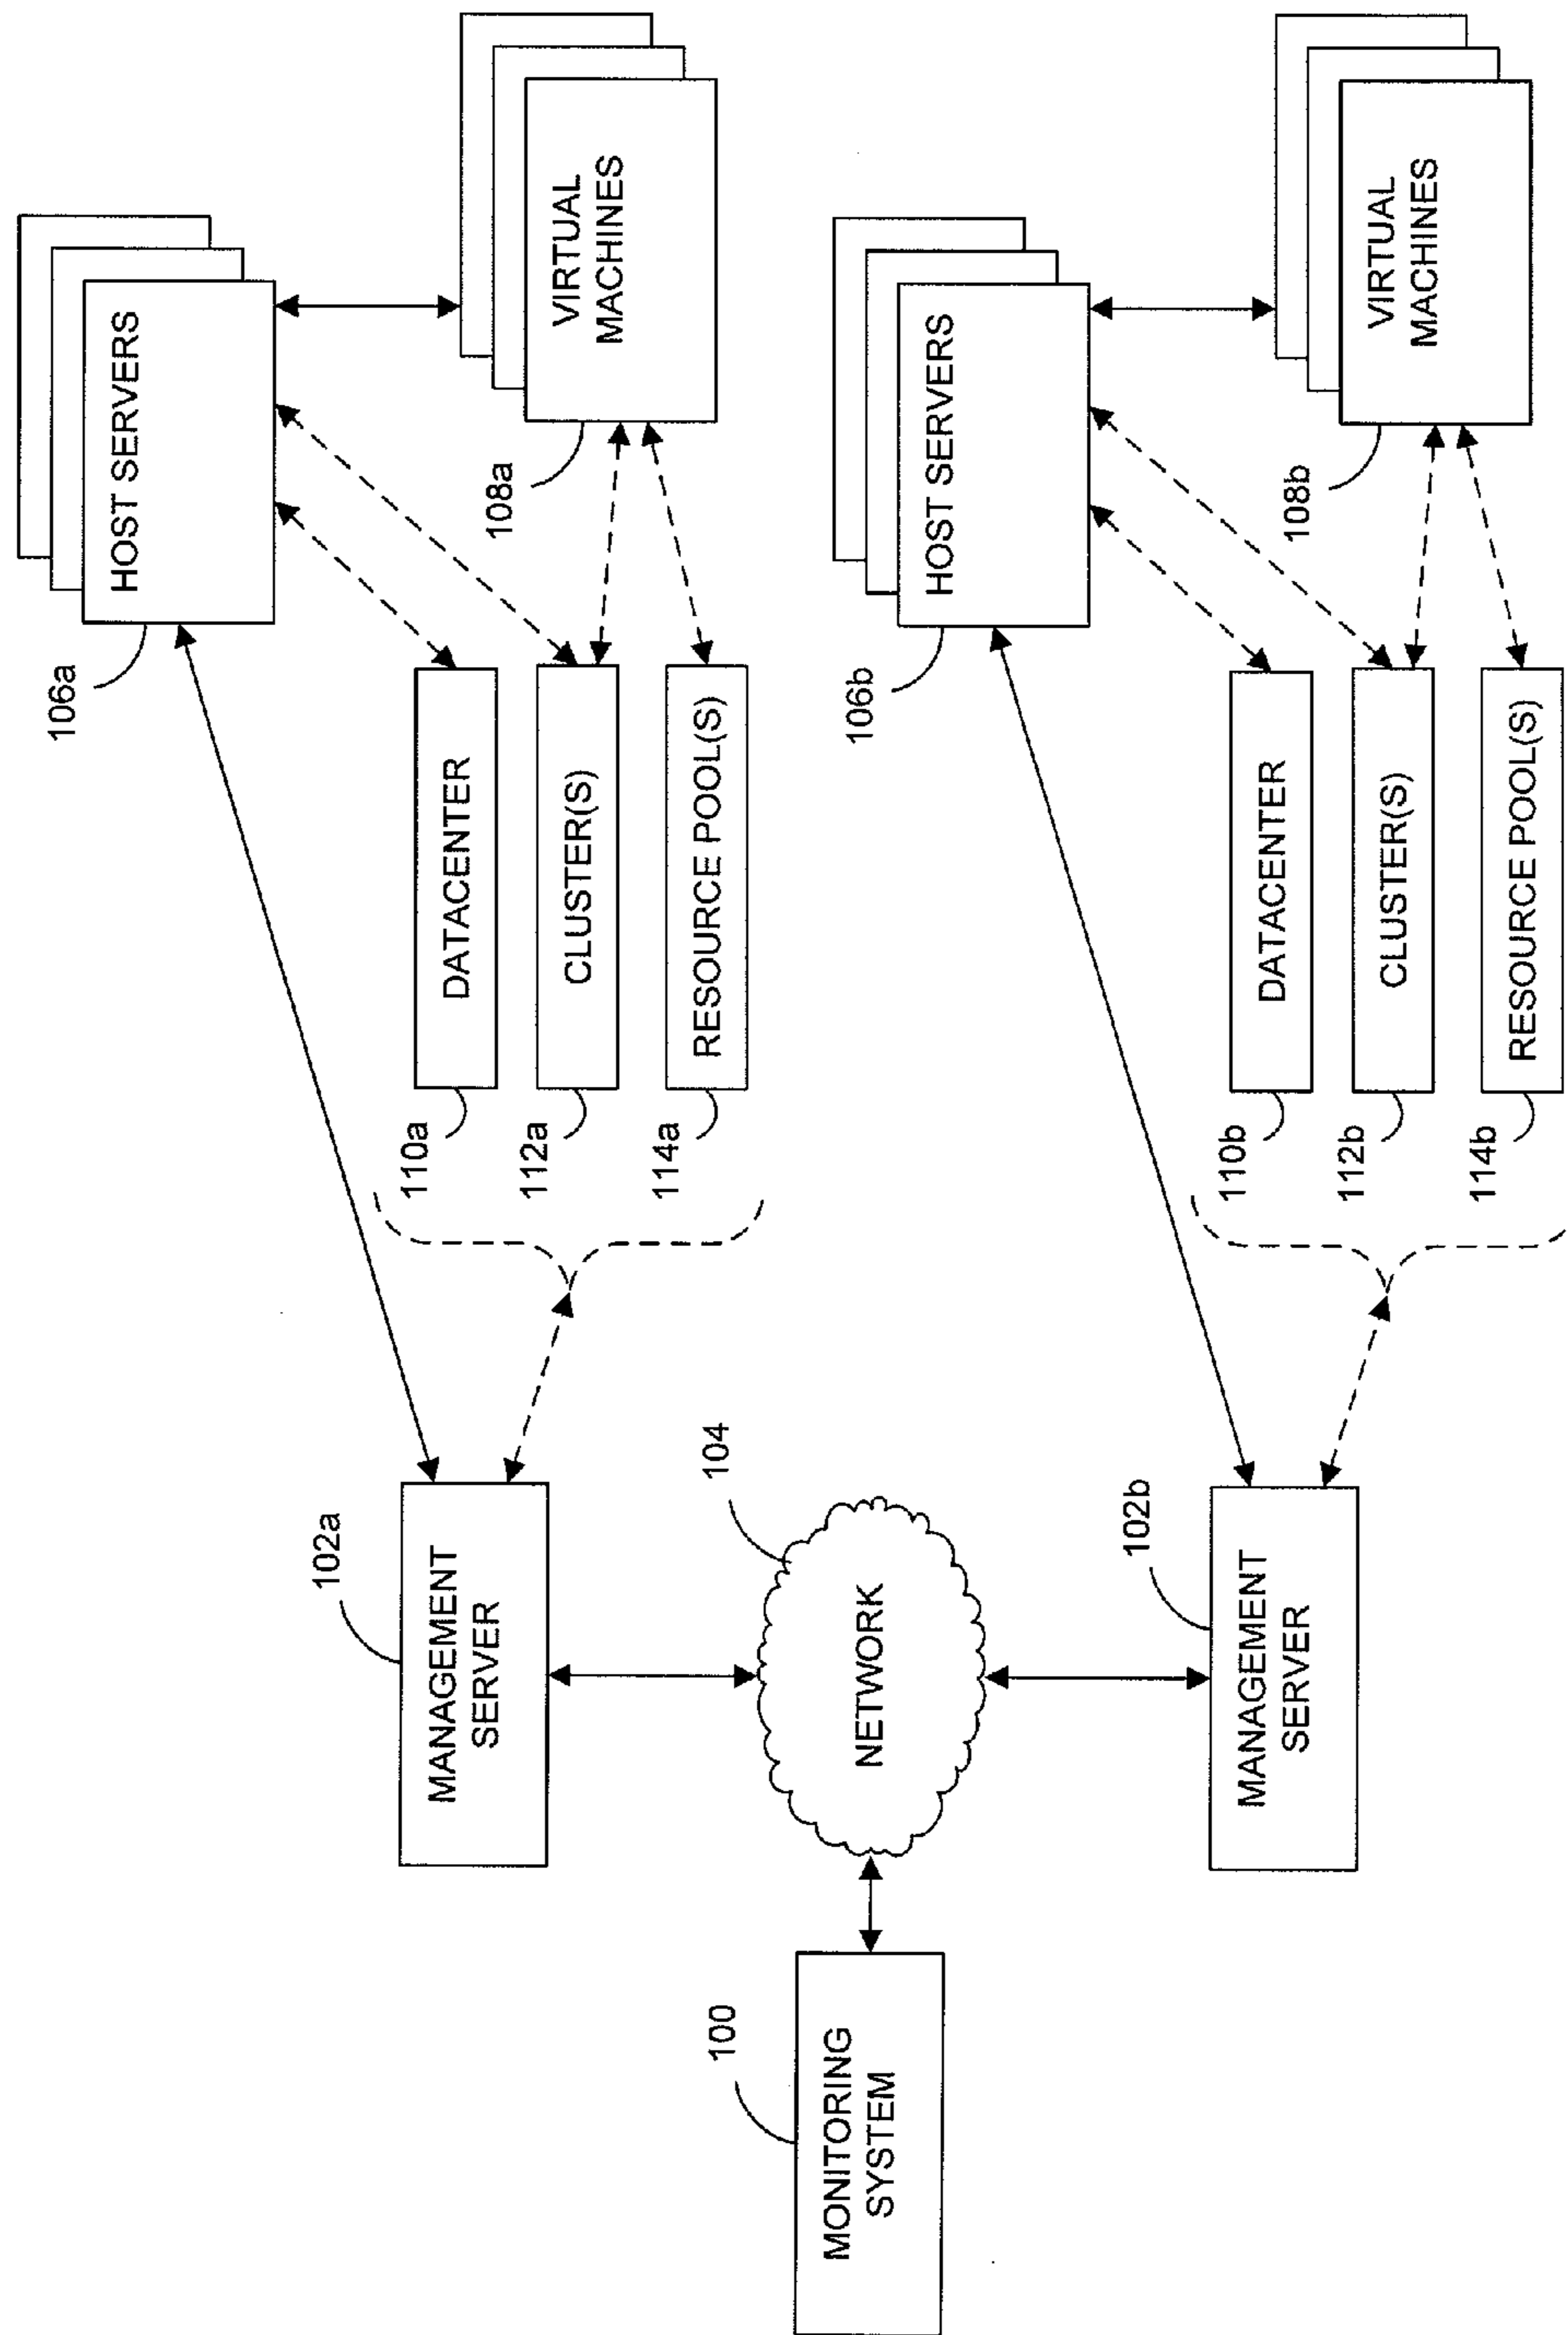 106a
HOST SERVERS
102a
MANAGEMENT
SERVER
110a
DATACENTER
108a
VIRTUAL
MACHINES
112a
CLUSTER(S)
114a
RESOURCE POOL(S)
100
MONITORING
SYSTEM
104
NETWORK
106b
HOST SERVERS
102b
MANAGEMENT
SERVER
110b
DATACENTER
108b
VIRTUAL
MACHINES
112b
CLUSTER(S)
114b
RESOURCE POOL(S)